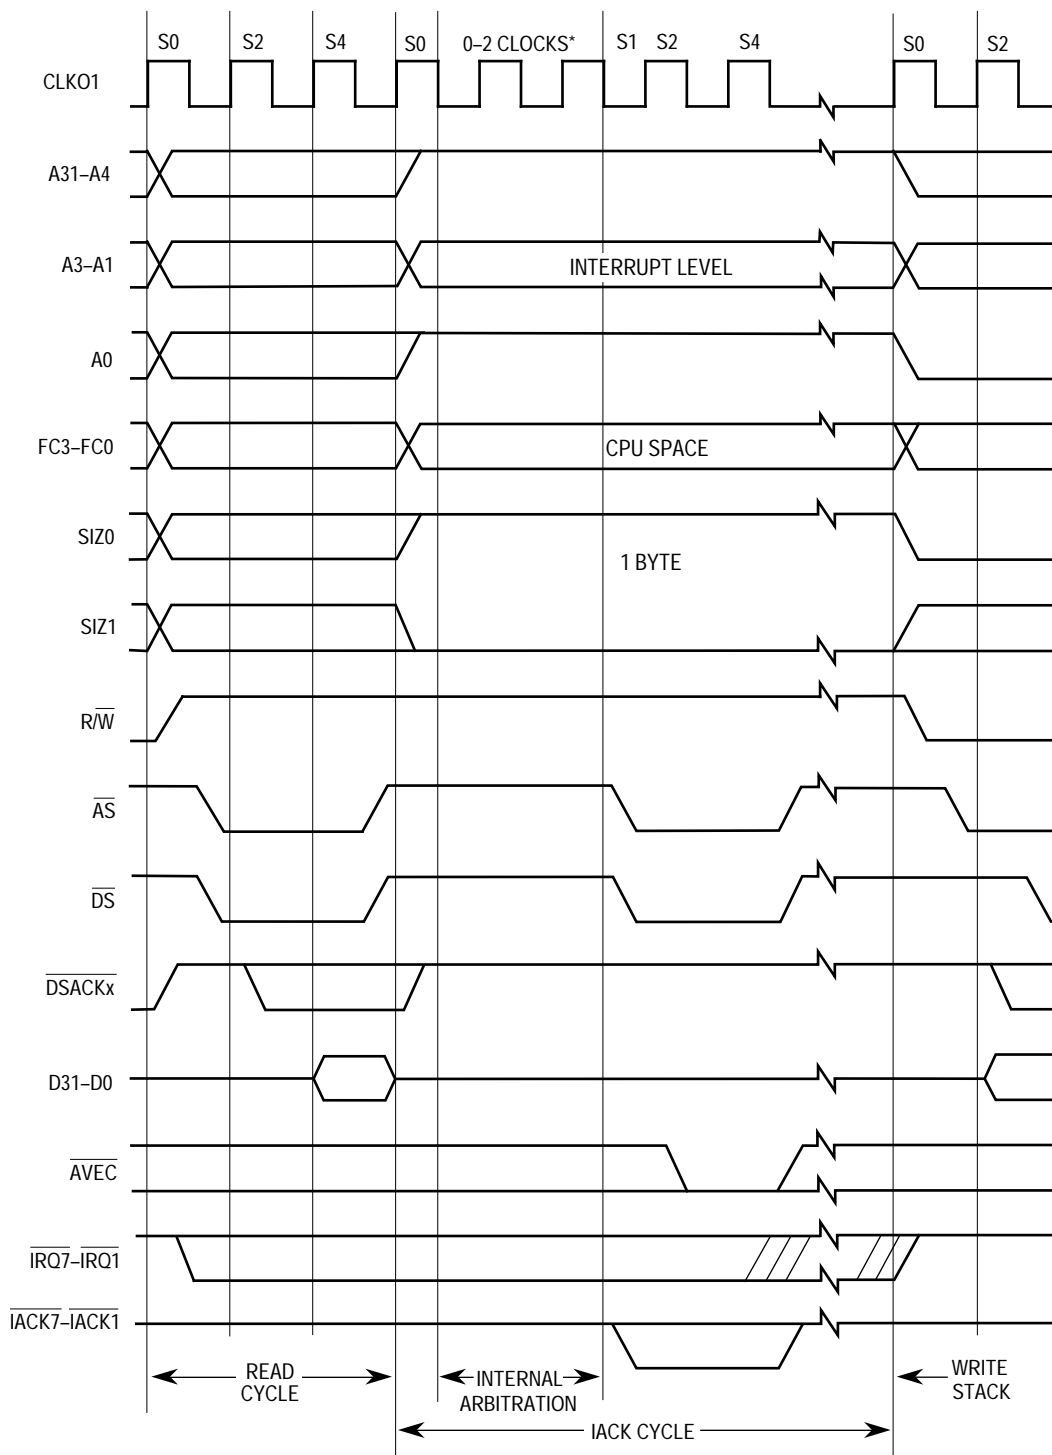 S0 S2 S4 S0 0–2 CLOCKS* S1 S2 S4 S0 S2
CLKO1
A31–A4
A3–A1
INTERRUPT LEVEL
A0
FC3–FC0
CPU SPACE
SIZ0
1 BYTE
SIZ1
R/W
AS
DS
DSACKx
D31–D0
AVEC
IRQ7–IRQ1
IACK7–IACK1
READ
CYCLE
INTERNAL
ARBITRATION
WRITE
STACK
IACK CYCLE